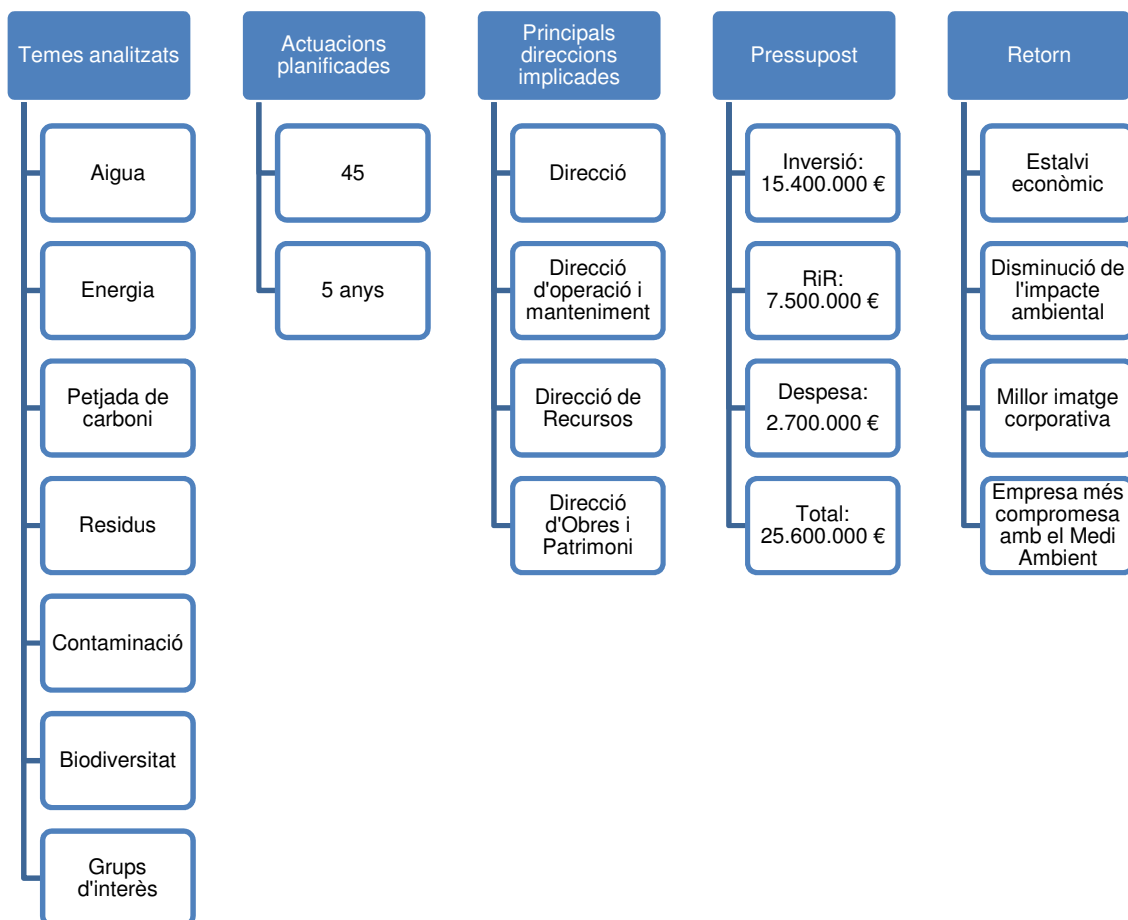 Temes analitzats
Aigua
Energia
Petjada de
carboni
Residus
Contaminació
Biodiversitat
Grups
d'interès
Actuacions
planificades
45
5 anys
Principals
direccions
implicades
Direcció
Direcció
d'operació i
manteniment
Direcció de
Recursos
Direcció
d'Obres i
Patrimoni
Pressupost
Inversió:
15.400.000 €
RiR:
7.500.000 €
Despesa:
2.700.000 €
Total:
25.600.000 €
Retorn
Estalvi
econòmic
Disminució de
l'impacte
ambiental
Millor imatge
corporativa
Empresa més
compromesa
amb el Medi
Ambient